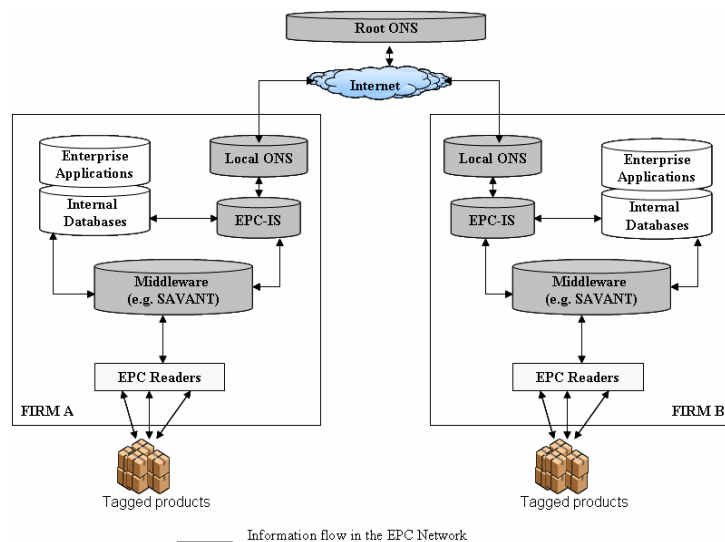 Root ONS
Internet
Enterprise
Applications
Internal
Databases
Local ONS
EPC-IS
Middleware
(e.g. SAVANT)
EPC Readers
FIRM A
Tagged products
Local ONS
EPC-IS
Enterprise
Applications
Internal
Databases
Middleware
(e.g. SAVANT)
EPC Readers
FIRM B
Tagged products
Information flow in the EPC Network